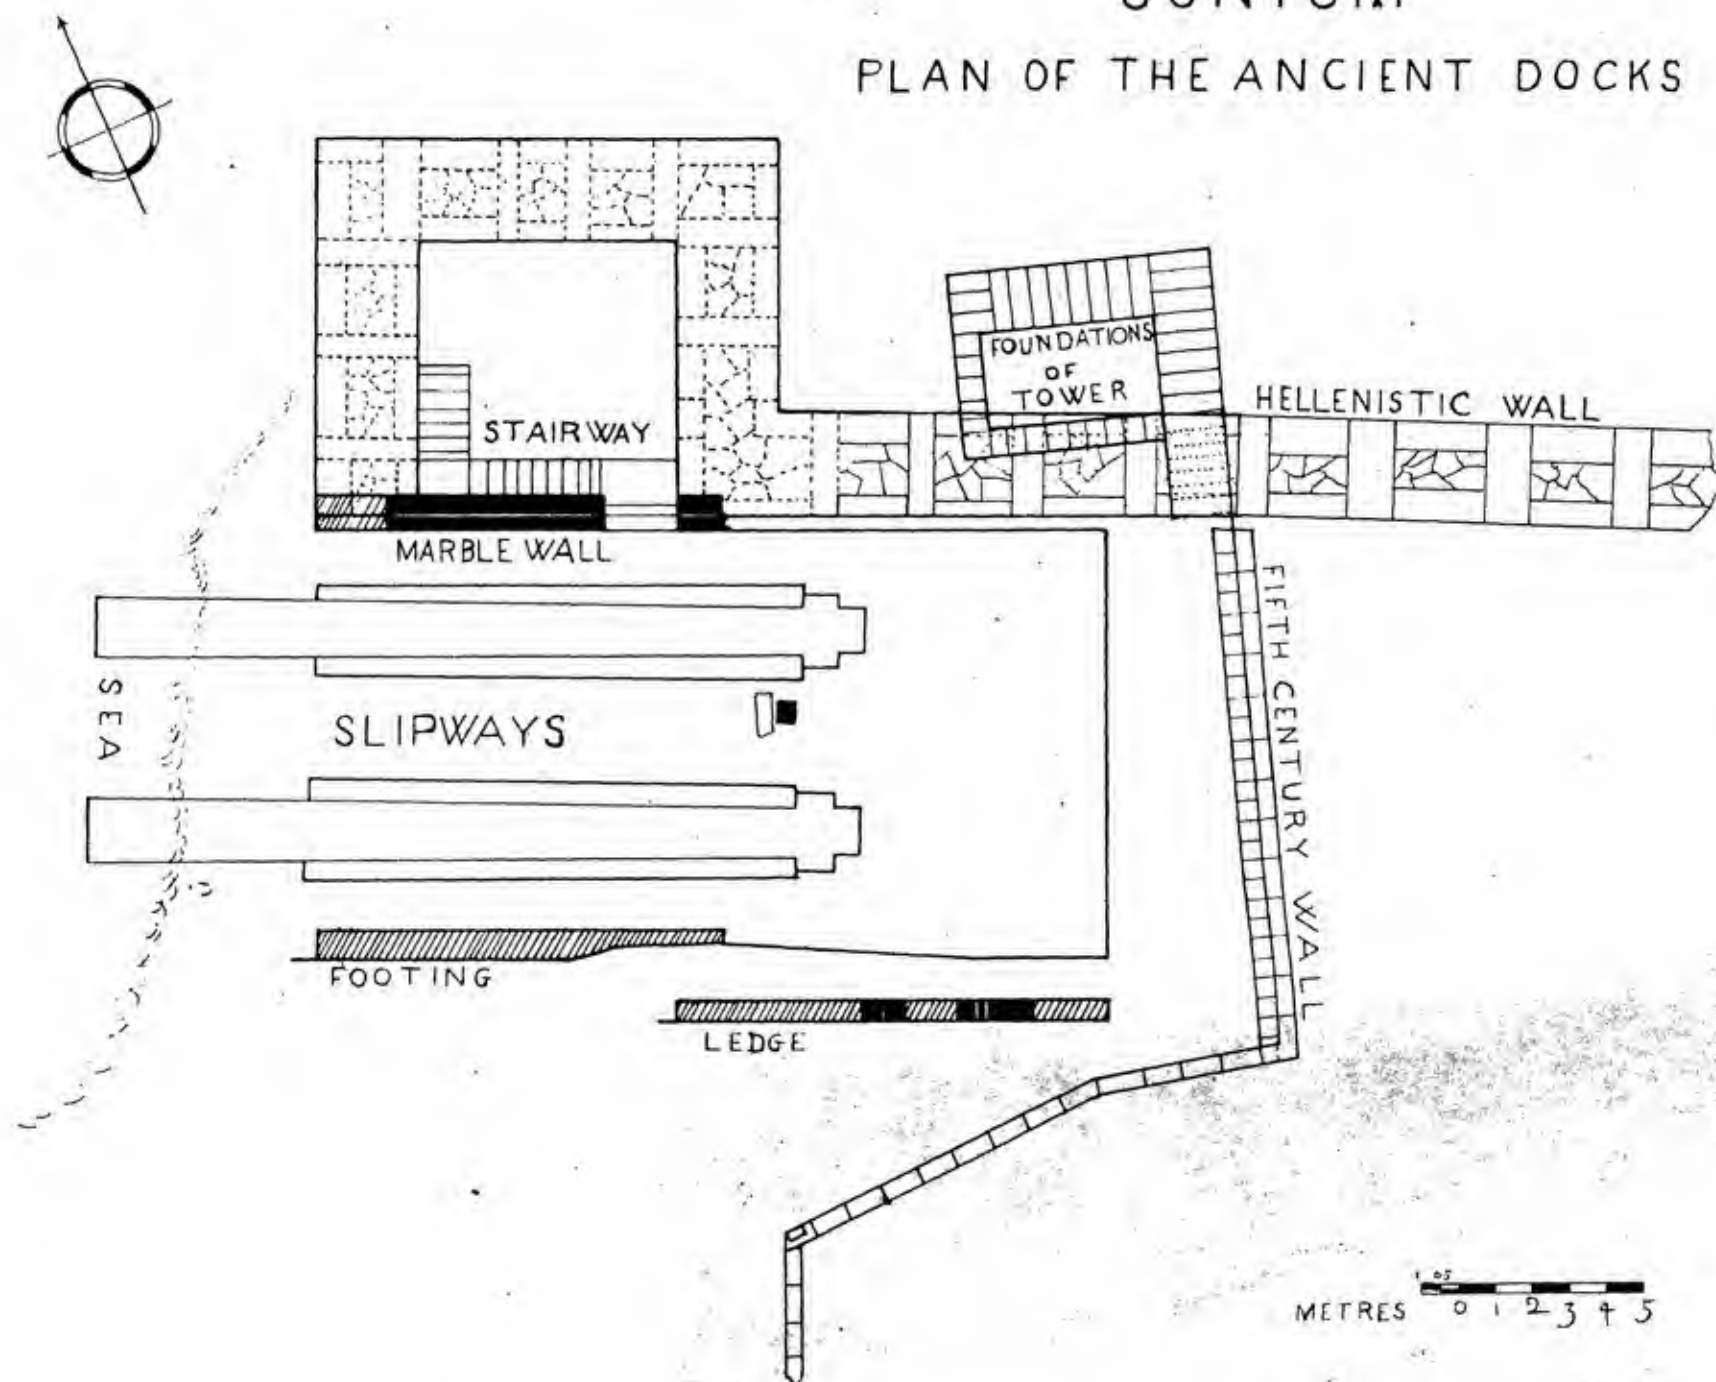 PLAN OF THE ANCIENT DOCKS
FOUNDATIONS
OF
TOWER
HELLENISTIC WALL
STAIRWAY
MARBLE WALL
FIFTH CENTURY WALL
SEA
SLIPWAYS
FOOTING
LEDGE
METRES 0 1 2 3 4 5